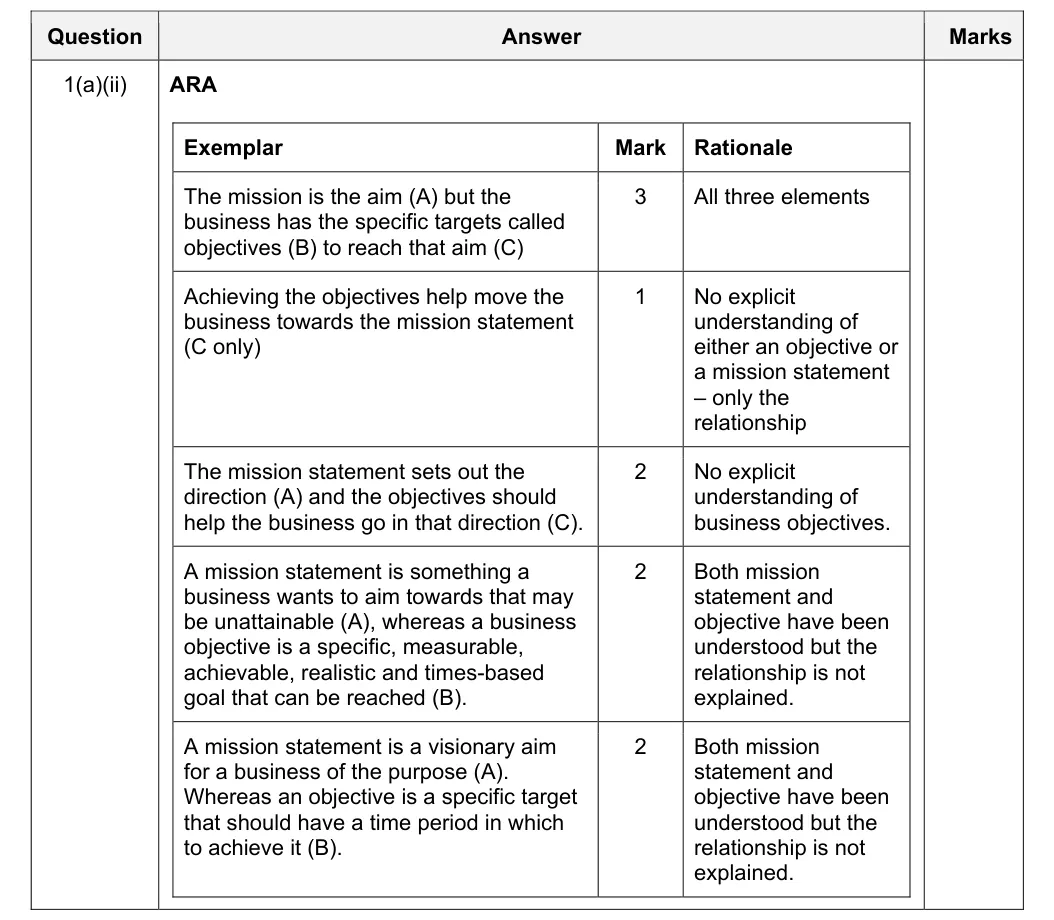 Question Answer Marks
1(a)(ii) ARA
Exemplar Mark Rationale
The mission is the aim (A) but the 3 All three elements
business has the specific targets called
objectives (B) to reach that aim (C)
Achieving the objectives help move the 1 No explicit
business towards the mission statement understanding of
(C only) either an objective or
a mission statement
– only the
relationship
The mission statement sets out the 2 No explicit
direction (A) and the objectives should understanding of
help the business go in that direction (C). business objectives.
A mission statement is something a 2 Both mission
business wants to aim towards that may statement and
be unattainable (A), whereas a business objective have been
objective is a specific, measurable, understood but the
achievable, realistic and times-based relationship is not
goal that can be reached (B). explained.
A mission statement is a visionary aim 2 Both mission
for a business of the purpose (A). statement and
Whereas an objective is a specific target objective have been
that should have a time period in which understood but the
to achieve it (B). relationship is not
explained.